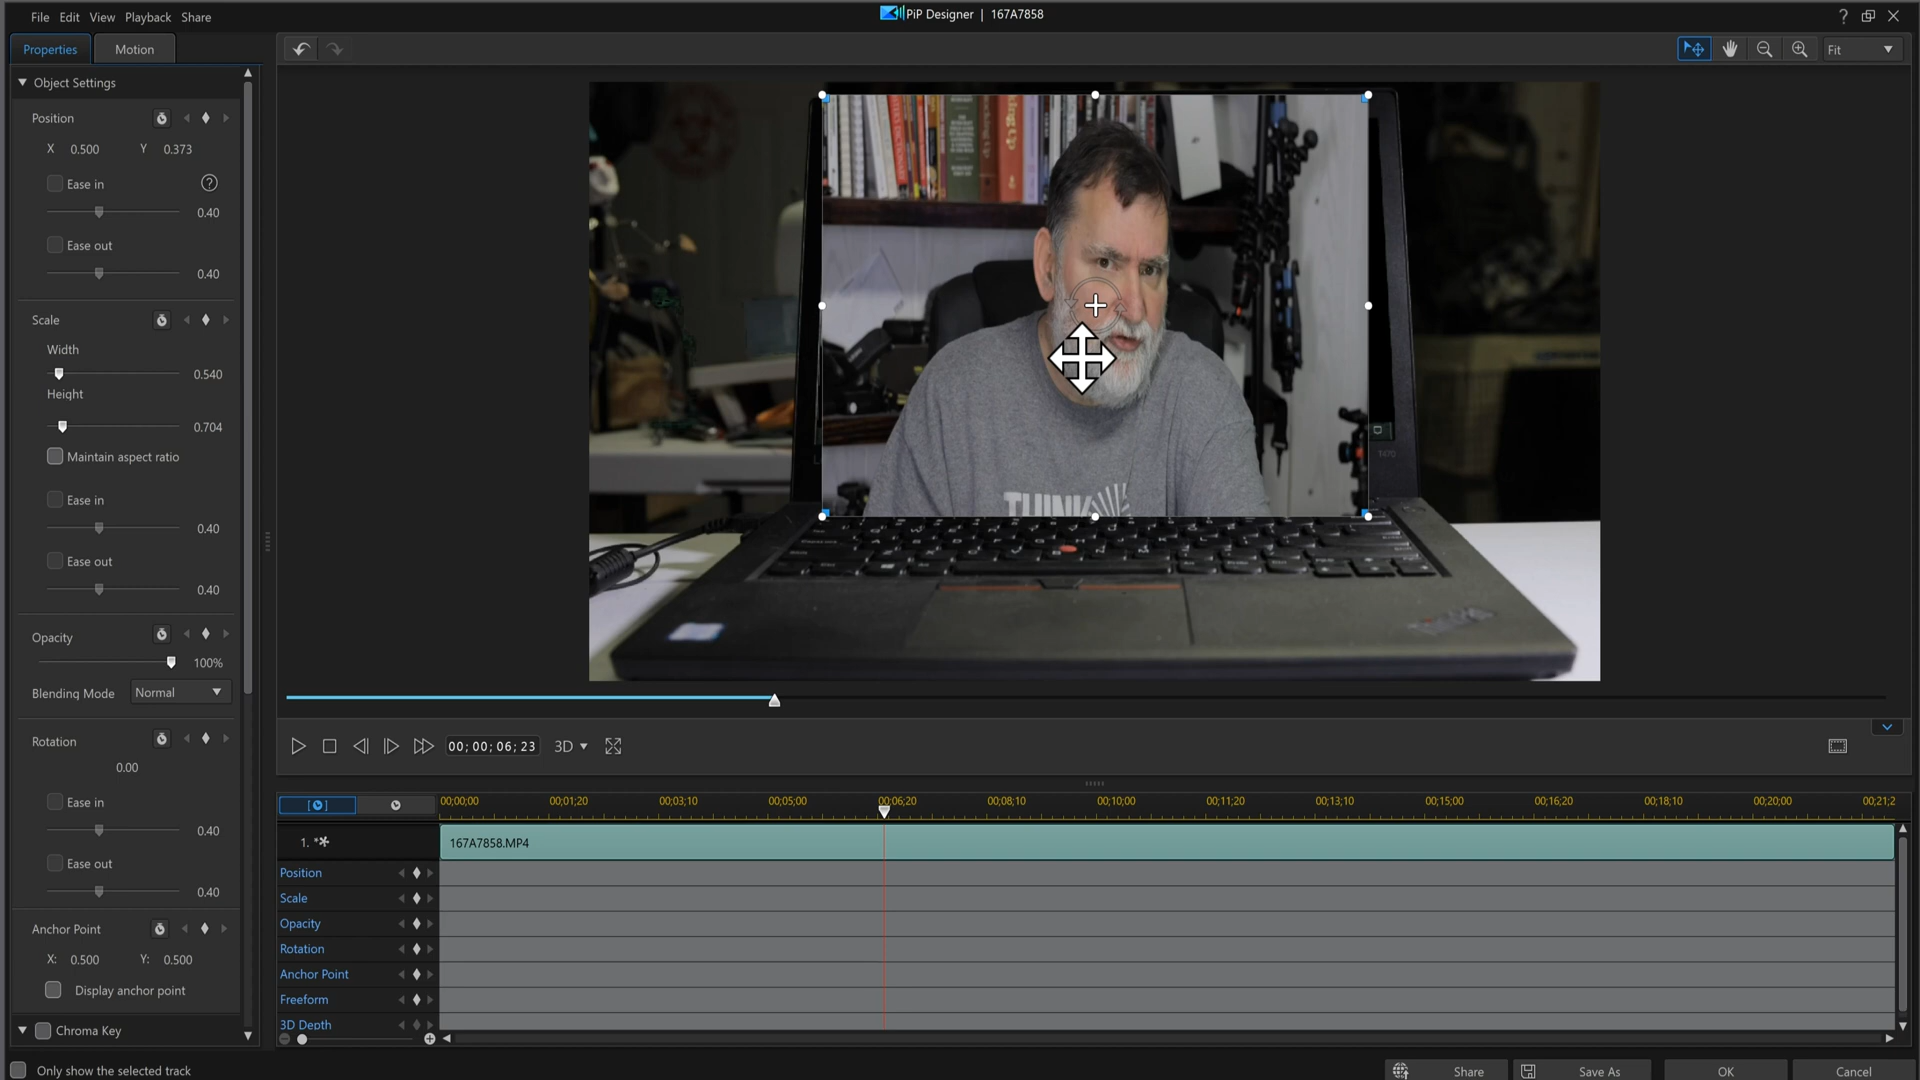 File Edit View Playback Share
PiP Designer | 167A7858
?
Properties Motion
Fit
Object Settings
Position
X 0.500 Y 0.373
Ease in ?
0.40
Ease out
0.40
Scale
Width
0.540
Height
0.704
Maintain aspect ratio
Ease in
0.40
Ease out
0.40
Opacity
100%
Blending Mode Normal
Rotation
0.00
Ease in
0.40
Ease out
0.40
Anchor Point
X: 0.500 Y: 0.500
Display anchor point
Chroma Key
Only show the selected track
THINK
T470
00; 00; 06; 23 3D
00;00;00 00;01;20 00;03;10 00;05;00 00;06;20 00;08;10 00;10;00 00;11;20 00;13;10 00;15;00 00;16;20 00;18;10 00;20;00 00;21;2
1. 167A7858.MP4
Position
Scale
Opacity
Rotation
Anchor Point
Freeform
3D Depth
Share Save As OK Cancel